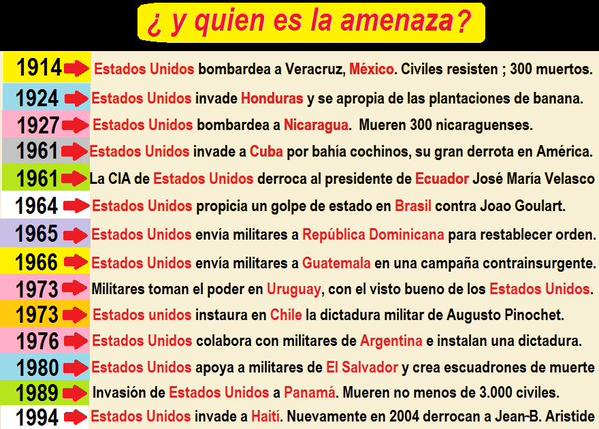 ¿ y quien es la amenaza?
1914 Estados Unidos bombardea a Veracruz, México. Civiles resisten ; 300 muertos.
1924 Estados Unidos invade Honduras y se apropia de las plantaciones de banana.
1927 Estados Unidos bombardea a Nicaragua. Mueren 300 nicaraguenses.
1961 Estados Unidos invade a Cuba por bahía cochinos, su gran derrota en América.
1961 La CIA de Estados Unidos derroca al presidente de Ecuador José María Velasco
1964 Estados Unidos propicia un golpe de estado en Brasil contra Joao Goulart.
1965 Estados Unidos envía militares a República Dominicana para restablecer orden.
1966 Estados Unidos envía militares a Guatemala en una campaña contrainsurgente.
1973 Militares toman el poder en Uruguay, con el visto bueno de los Estados Unidos.
1973 Estados unidos instaura en Chile la dictadura militar de Augusto Pinochet.
1976 Estados Unidos colabora con militares de Argentina e instalan una dictadura.
1980 Estados Unidos apoya a militares de El Salvador y crea escuadrones de muerte
1989 Invasión de Estados Unidos a Panamá. Mueren no menos de 3.000 civiles.
1994 Estados Unidos invade a Haití. Nuevamente en 2004 derrocan a Jean-B. Aristide